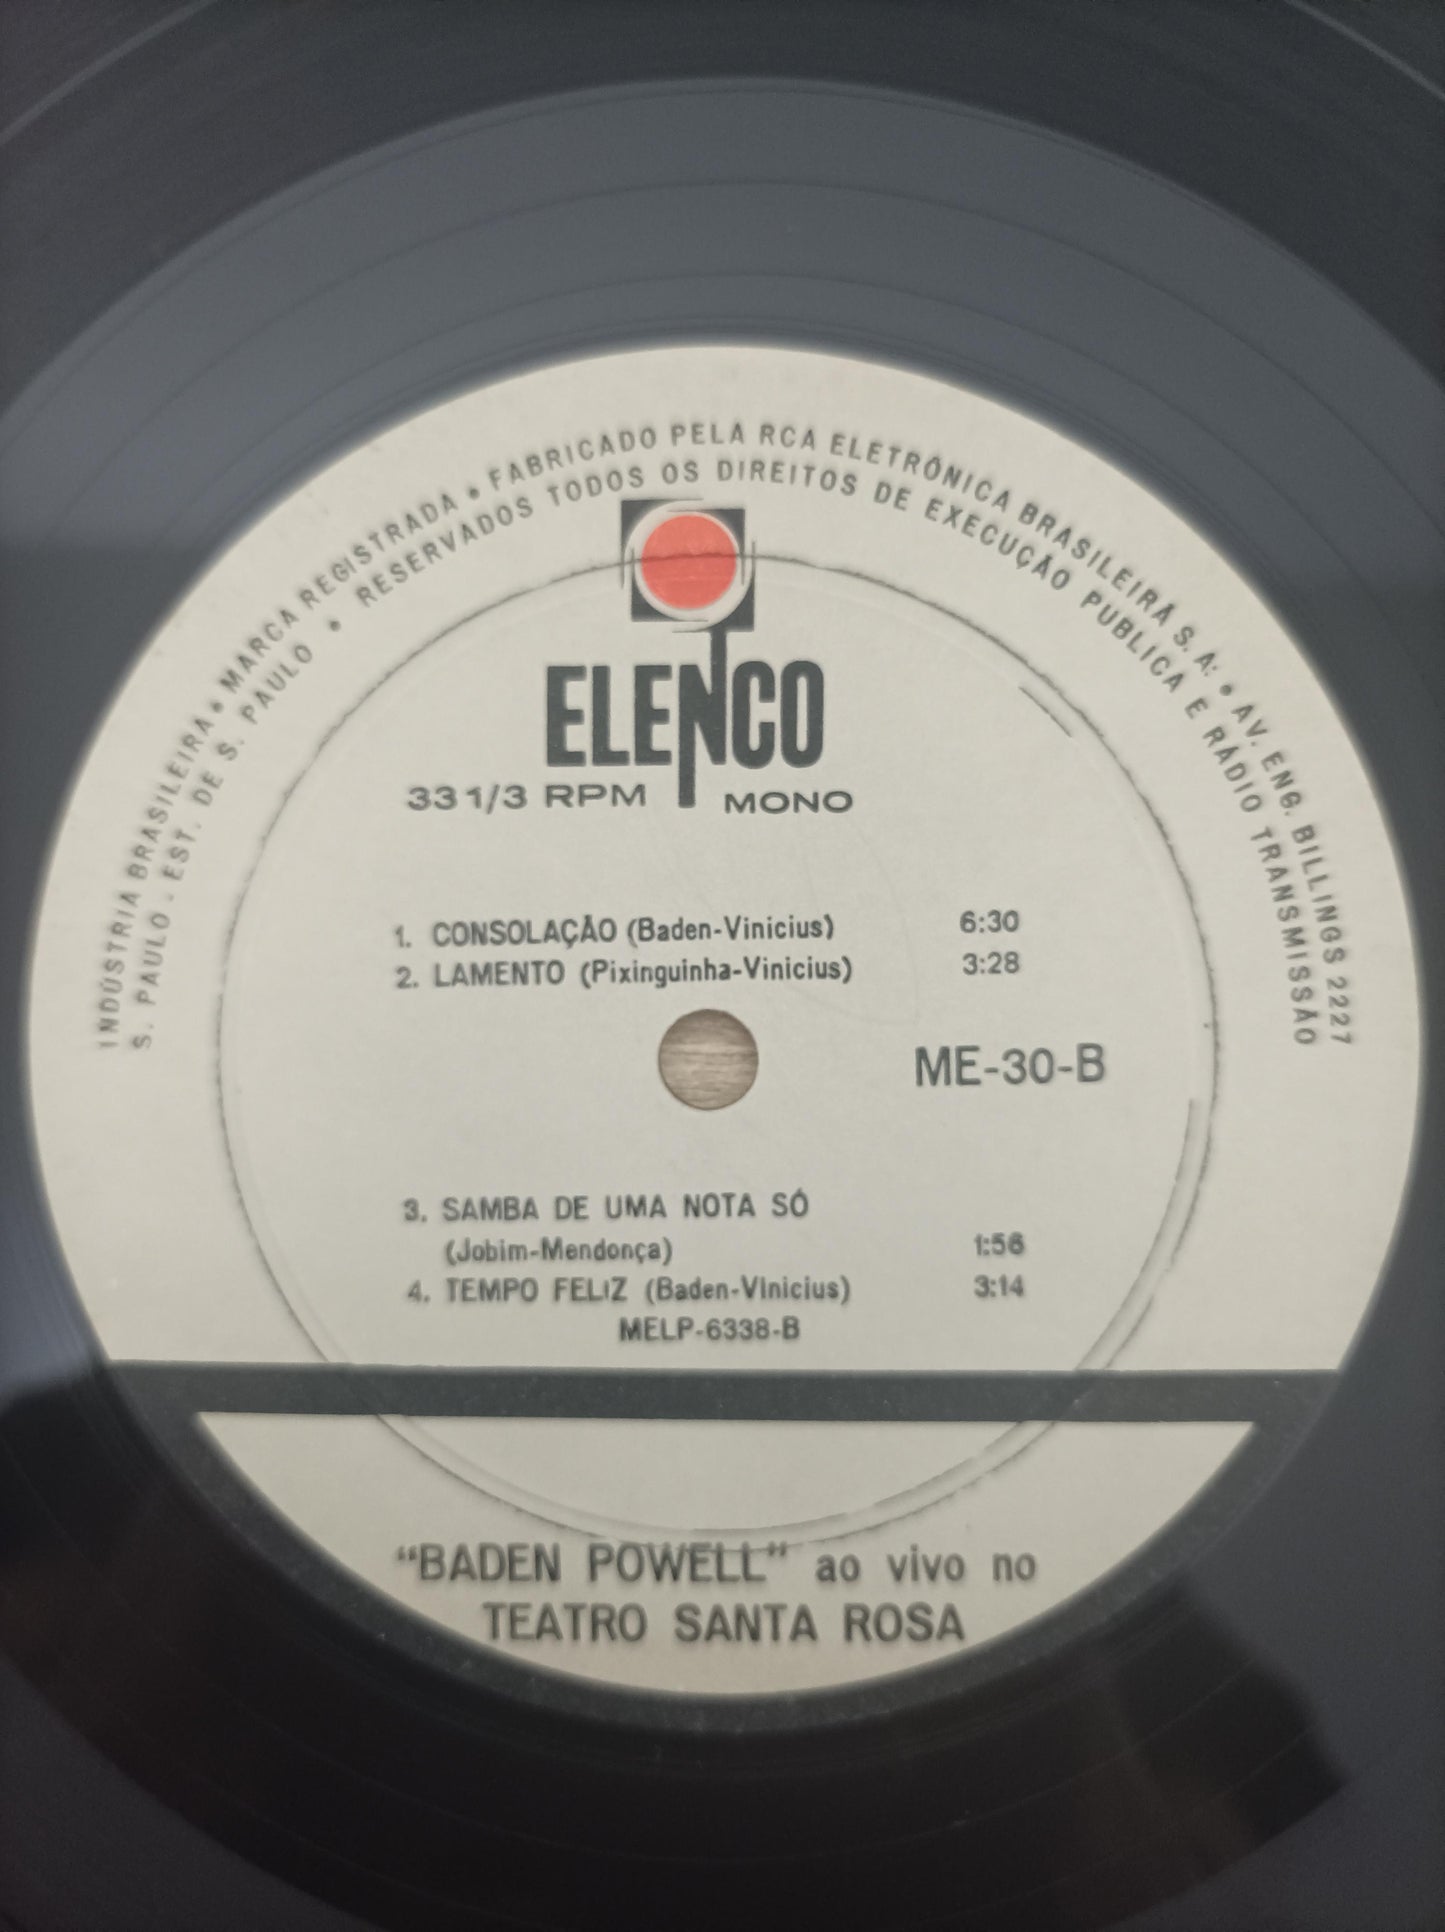 INDÚSTRIA BRASILEIRA • MARCA REGISTRADA • FABRICADO PELA RCA ELETRÔNICA BRASILEIRA S. A. • AV. ENG. BILLINGS 2227
S. PAULO - EST. DE S. PAULO • RESERVADOS TODOS OS DIREITOS DE EXECUÇÃO PUBLICA E RÁDIO TRANSMISSÃO
ELENCO
33 1/3 RPM MONO
1. CONSOLAÇÃO (Baden-Vinicius) 6:30
2. LAMENTO (Pixinguinha-Vinicius) 3:28
ME-30-B
3. SAMBA DE UMA NOTA SÓ
(Jobim-Mendonça) 1:56
4. TEMPO FELIZ (Baden-Vinicius) 3:14
MELP-6338-B
"BADEN POWELL" ao vivo no
TEATRO SANTA ROSA